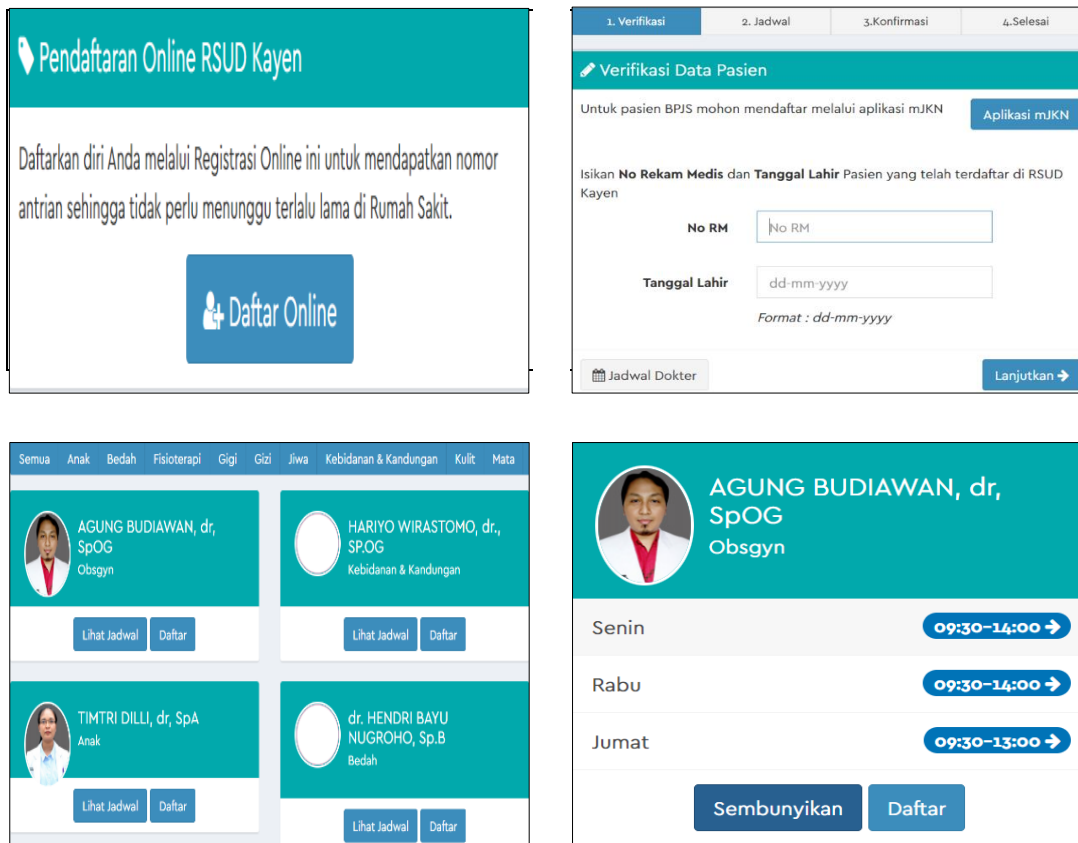 Pendaftaran Online RSUD Kayen
Daftarkan diri Anda melalui Registrasi Online ini untuk mendapatkan nomor
antrian sehingga tidak perlu menunggu terlalu lama di Rumah Sakit.
Daftar Online
1. Verifikasi 2. Jadwal 3.Konfirmasi 4.Selesai
Verifikasi Data Pasien
Untuk pasien BPJS mohon mendaftar melalui aplikasi mJKN Aplikasi mJKN
Isikan No Rekam Medis dan Tanggal Lahir Pasien yang telah terdaftar di RSUD
Kayen
No RM No RM
Tanggal Lahir dd-mm-yyyy
Format : dd-mm-yyyy
Jadwal Dokter Lanjutkan
Semua Anak Bedah Fisioterapi Gigi Gizi Jiwa Kebidanan & Kandungan Kulit Mata
AGUNG BUDIAWAN, dr,
SpOG
Obsgyn
Lihat Jadwal Daftar
HARIYO WIRASTOMO, dr.,
SP.OG
Kebidanan & Kandungan
Lihat Jadwal Daftar
TIMTRI DILLI, dr, SpA
Anak
Lihat Jadwal Daftar
dr. HENDRI BAYU
NUGROHO, Sp.B
Bedah
Lihat Jadwal Daftar
AGUNG BUDIAWAN, dr,
SpOG
Obsgyn
Senin 09:30-14:00
Rabu 09:30-14:00
Jumat 09:30-13:00
Sembunyikan Daftar